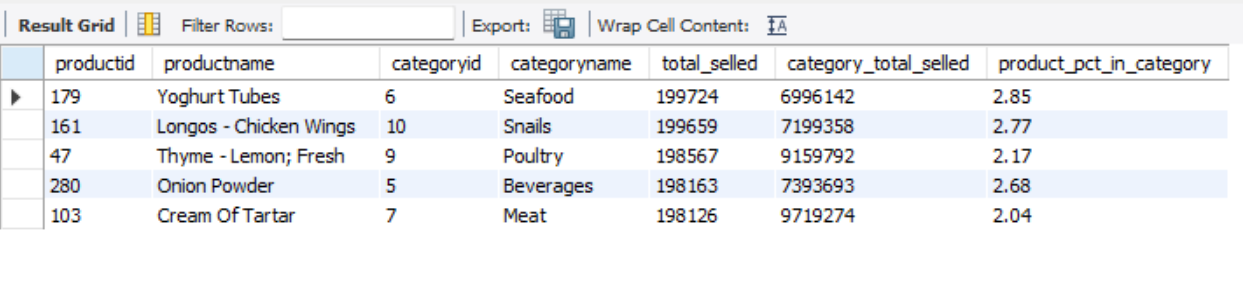 Result Grid Filter Rows: Export: Wrap Cell Content: IA
productid productname categoryid categoryname total_selled category_total_selled product_pct_in_category
179 Yoghurt Tubes 6 Seafood 199724 6996142 2.85
161 Longos - Chicken Wings 10 Snails 199659 7199358 2.77
47 Thyme - Lemon; Fresh 9 Poultry 198567 9159792 2.17
280 Onion Powder 5 Beverages 198163 7393693 2.68
103 Cream Of Tartar 7 Meat 198126 9719274 2.04